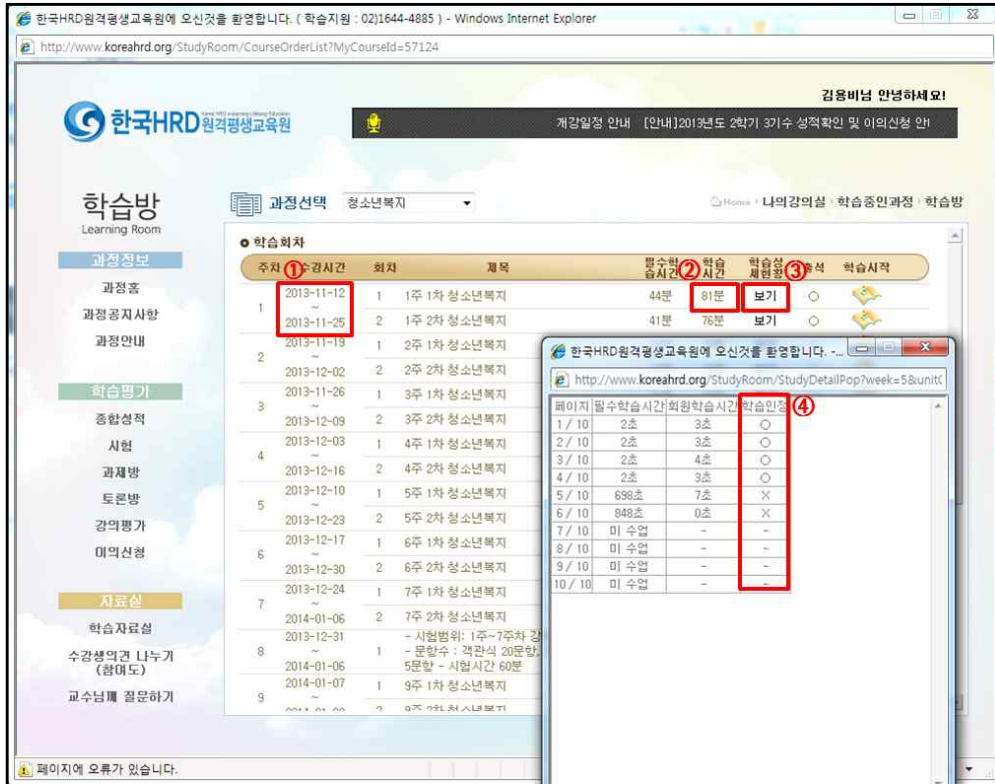 한국HRD원격평생교육원에 오신것을 환영합니다. ( 학습지원 : 02)1644-4885 ) - Windows Internet Explorer
http://www.koreahrd.org/StudyRoom/CourseOrderList?MyCourseId=57124
김용비님 안녕하세요!
한국HRD원격평생교육원
개강일정 안내 [안내]2013년도 2학기 3기수 성적확인 및 이의신청 안
학습방
Learning Room
과정선택 청소년복지
Home 나의강의실 학습중인과정 학습방
과정정보
과정홈
과정공지사항
과정안내
학습평가
종합성적
시험
과제방
토론방
강의평가
이의신청
자료실
학습자료실
수강생의견 나누기
(참여도)
교수님께 질문하기
학습회차
주차 ① 수강시간 회차 제목 필수학습시간 ② 학습시간 학습상세현황 ③ 출석 학습시작
1 2013-11-12 ~ 2013-11-25
1 1주 1차 청소년복지 44분 81분 보기 ○
2 1주 2차 청소년복지 41분 76분 보기 ○
2 2013-11-19 ~ 2013-12-02
1 2주 1차 청소년복지
2 2주 2차 청소년복지
3 2013-11-26 ~ 2013-12-09
1 3주 1차 청소년복지
2 3주 2차 청소년복지
4 2013-12-03 ~ 2013-12-16
1 4주 1차 청소년복지
2 4주 2차 청소년복지
5 2013-12-10 ~ 2013-12-23
1 5주 1차 청소년복지
2 5주 2차 청소년복지
6 2013-12-17 ~ 2013-12-30
1 6주 1차 청소년복지
2 6주 2차 청소년복지
7 2013-12-24 ~ 2014-01-06
1 7주 1차 청소년복지
2 7주 2차 청소년복지
8 2013-12-31 ~ 2014-01-06
1 - 시험범위: 1주~7주차 강
- 문항수 : 객관식 20문항,
5문항 - 시험시간 60분
9 2014-01-07 ~
1 9주 1차 청소년복지
2 9주 2차 청소년복지
한국HRD원격평생교육원에 오신것을 환영합니다. -...
http://www.koreahrd.org/StudyRoom/StudyDetailPop?week=5&unit
페이지 필수학습시간 회원학습시간 학습인정 ④
1 / 10 2초 3초 ○
2 / 10 2초 3초 ○
3 / 10 2초 4초 ○
4 / 10 2초 3초 ○
5 / 10 698초 7초 X
6 / 10 848초 0초 X
7 / 10 미 수업 - -
8 / 10 미 수업 - -
9 / 10 미 수업 - -
10 / 10 미 수업 - -
페이지에 오류가 있습니다.